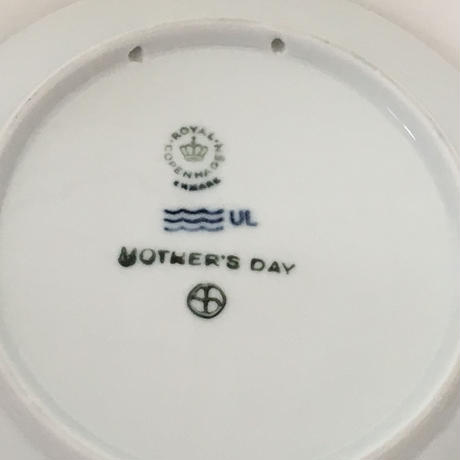 ROYAL COPENHAGEN
DENMARK
UL
MOTHER'S DAY